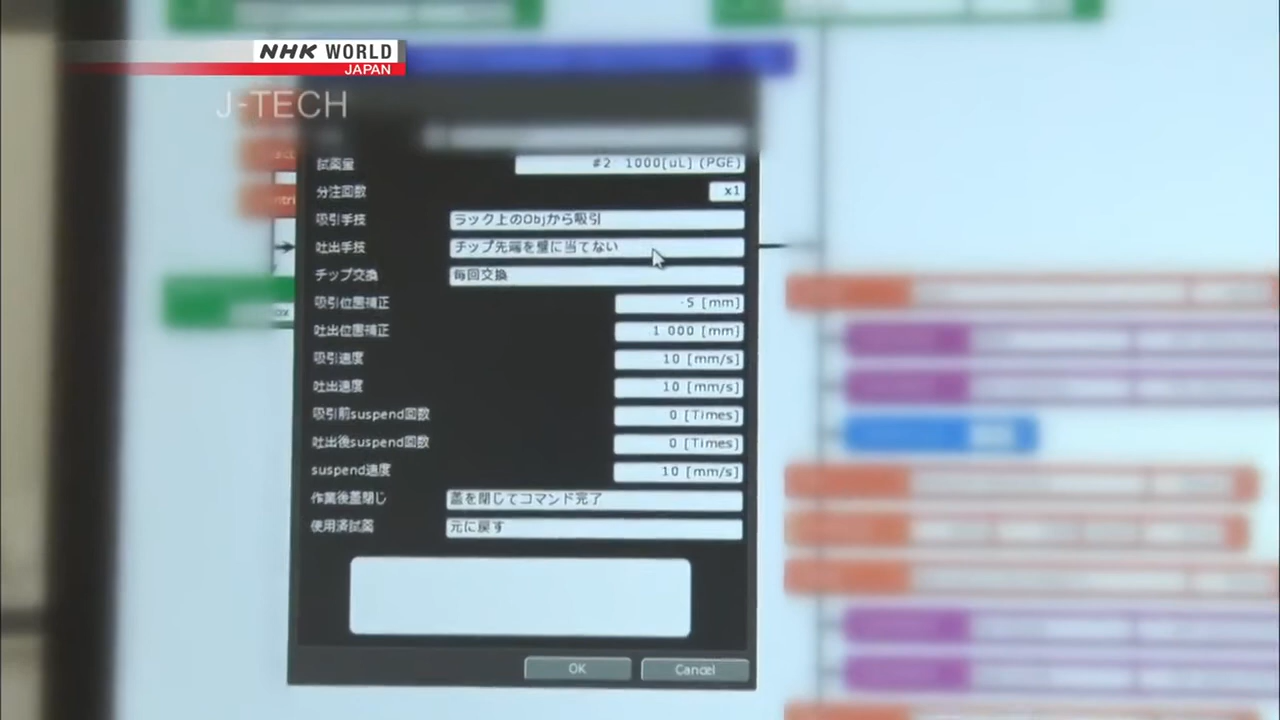 NHK WORLD
JAPAN
J-TECH
試薬量 #2 1000[uL] (PGE)
分注回数 x1
吸引手技 ラック上のObjから吸引
吐出手技 チップ先端を壁に当てない
チップ交換 毎回交換
吸引位置補正 -5 [mm]
吐出位置補正 1 000 [mm]
吸引速度 10 [mm/s]
吐出速度 10 [mm/s]
吸引前suspend回数 0 [Times]
吐出後suspend回数 0 [Times]
suspend速度 10 [mm/s]
作業後蓋閉じ 蓋を閉じてコマンド完了
使用済試薬 元に戻す
OK Cancel